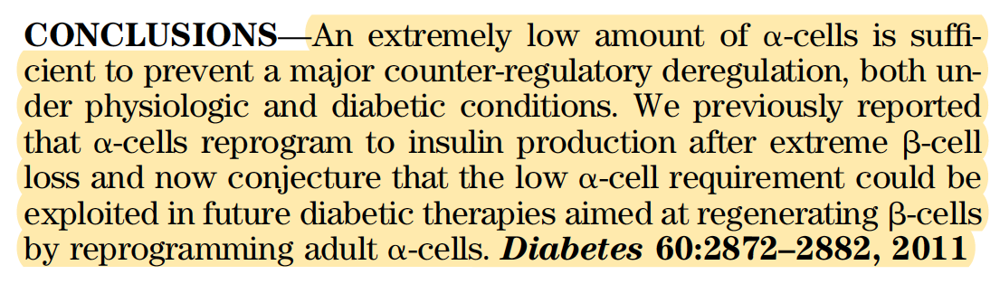 CONCLUSIONS—An extremely low amount of α-cells is suffi-
cient to prevent a major counter-regulatory deregulation, both un-
der physiologic and diabetic conditions. We previously reported
that α-cells reprogram to insulin production after extreme β-cell
loss and now conjecture that the low α-cell requirement could be
exploited in future diabetic therapies aimed at regenerating β-cells
by reprogramming adult α-cells. Diabetes 60:2872–2882, 2011